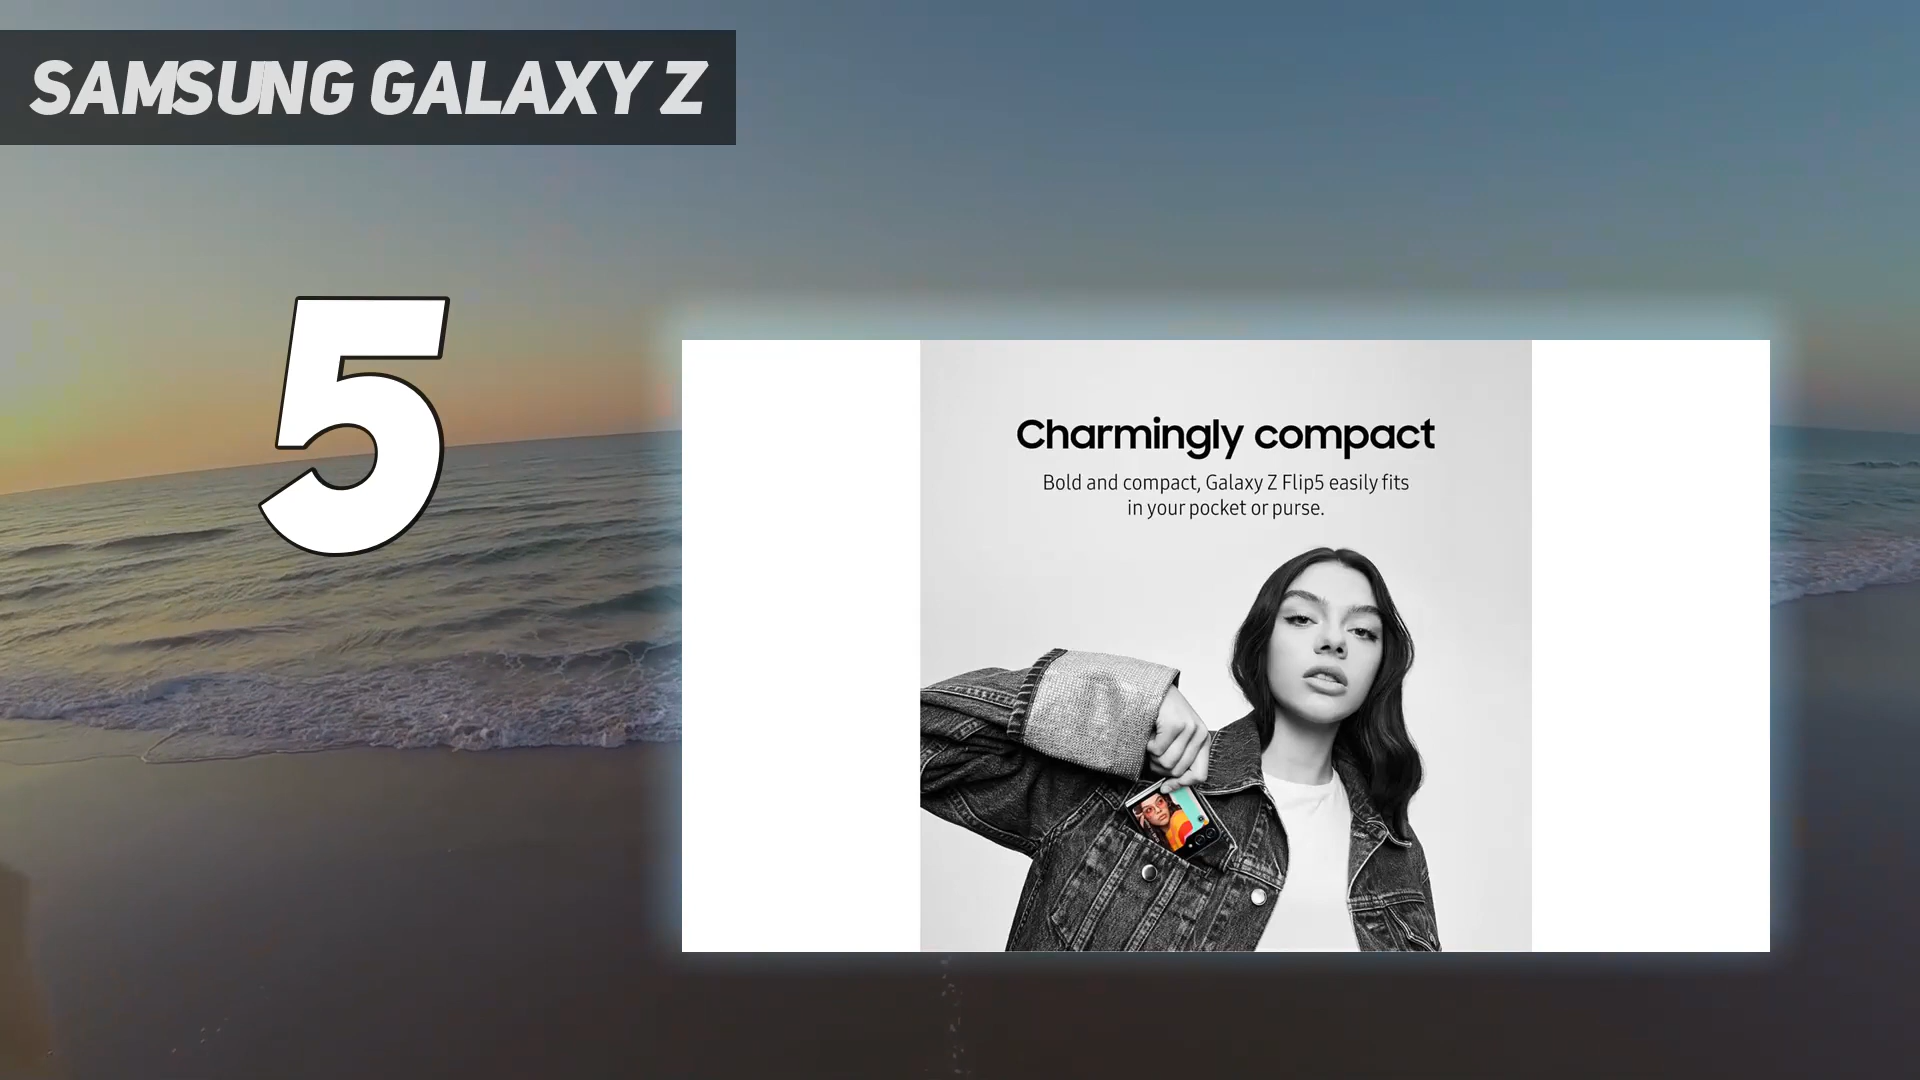 SAMSUNG GALAXY Z
5
Charmingly compact
Bold and compact, Galaxy Z Flip5 easily fits
in your pocket or purse.